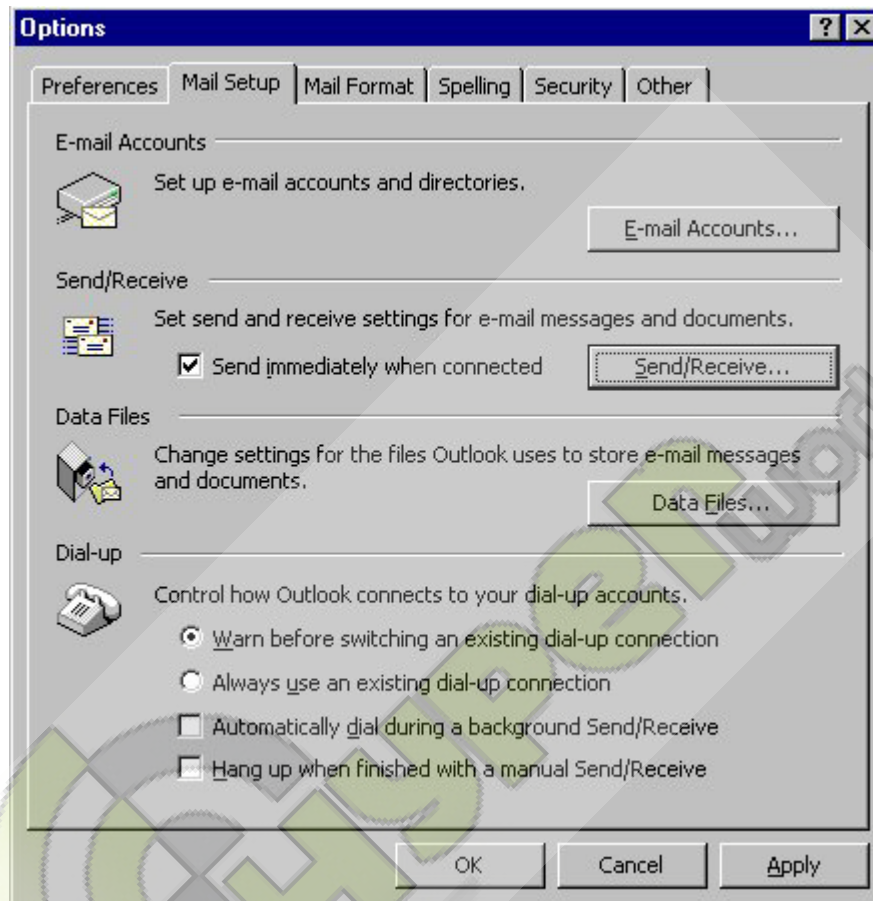 Options
Preferences Mail Setup Mail Format Spelling Security Other
E-mail Accounts
Set up e-mail accounts and directories.
E-mail Accounts...
Send/Receive
Set send and receive settings for e-mail messages and documents.
Send immediately when connected Send/Receive...
Data Files
Change settings for the files Outlook uses to store e-mail messages
and documents.
Data Files...
Dial-up
Control how Outlook connects to your dial-up accounts.
Warn before switching an existing dial-up connection
Always use an existing dial-up connection
Automatically dial during a background Send/Receive
Hang up when finished with a manual Send/Receive
OK Cancel Apply